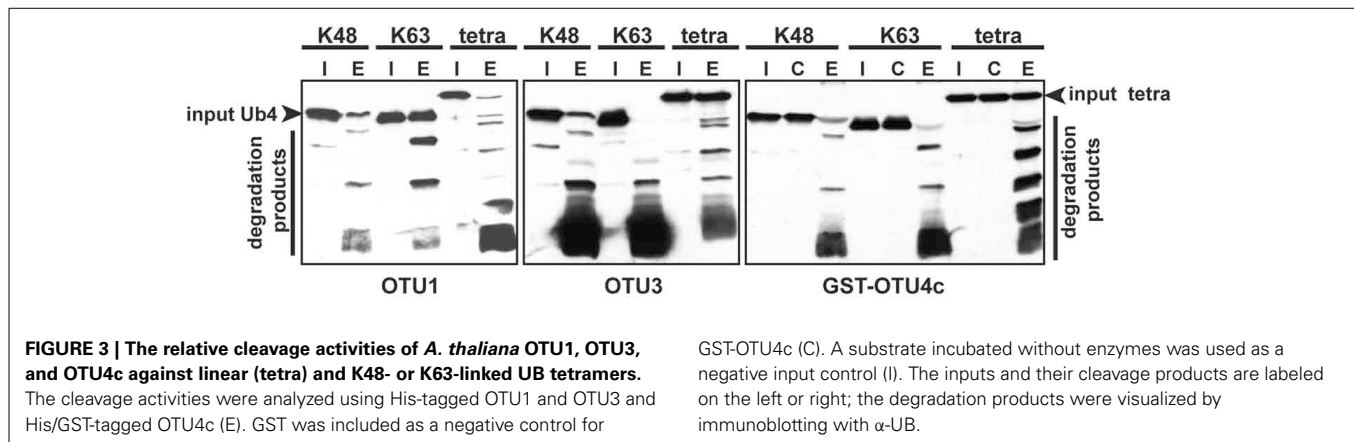 K48 K63 tetra K48 K63 tetra K48 K63 tetra
I E I E I E I E I E I E I C E I C E I C E
input Ub4
input tetra
degradation products
degradation products
OTU1 OTU3 GST-OTU4c
FIGURE 3 | The relative cleavage activities of A. thaliana OTU1, OTU3,
and OTU4c against linear (tetra) and K48- or K63-linked UB tetramers.
The cleavage activities were analyzed using His-tagged OTU1 and OTU3 and
His/GST-tagged OTU4c (E). GST was included as a negative control for
GST-OTU4c (C). A substrate incubated without enzymes was used as a
negative input control (I). The inputs and their cleavage products are labeled
on the left or right; the degradation products were visualized by
immunoblotting with α-UB.